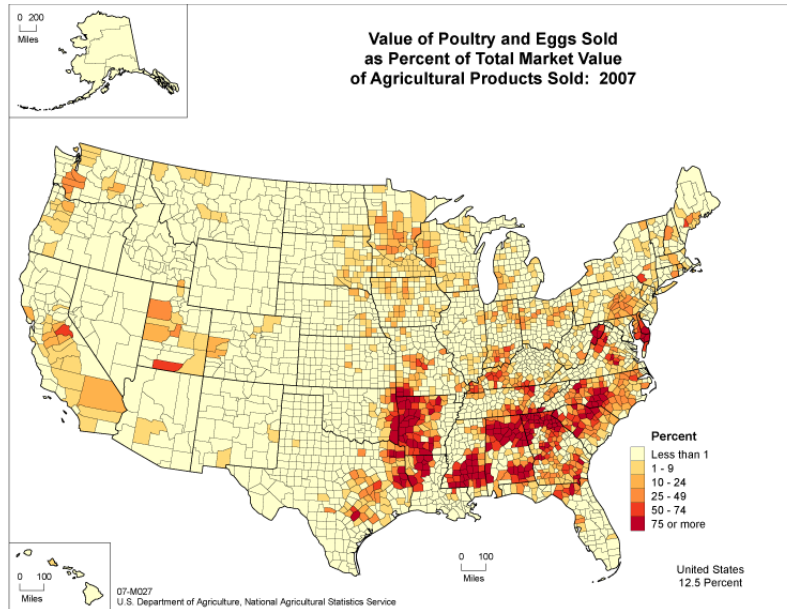 0 200
Miles
Value of Poultry and Eggs Sold
as Percent of Total Market Value
of Agricultural Products Sold: 2007
Percent
Less than 1
1 - 9
10 - 24
25 - 49
50 - 74
75 or more
0 100
Miles
0 100
Miles
United States
12.5 Percent
07-M027
U.S. Department of Agriculture, National Agricultural Statistics Service